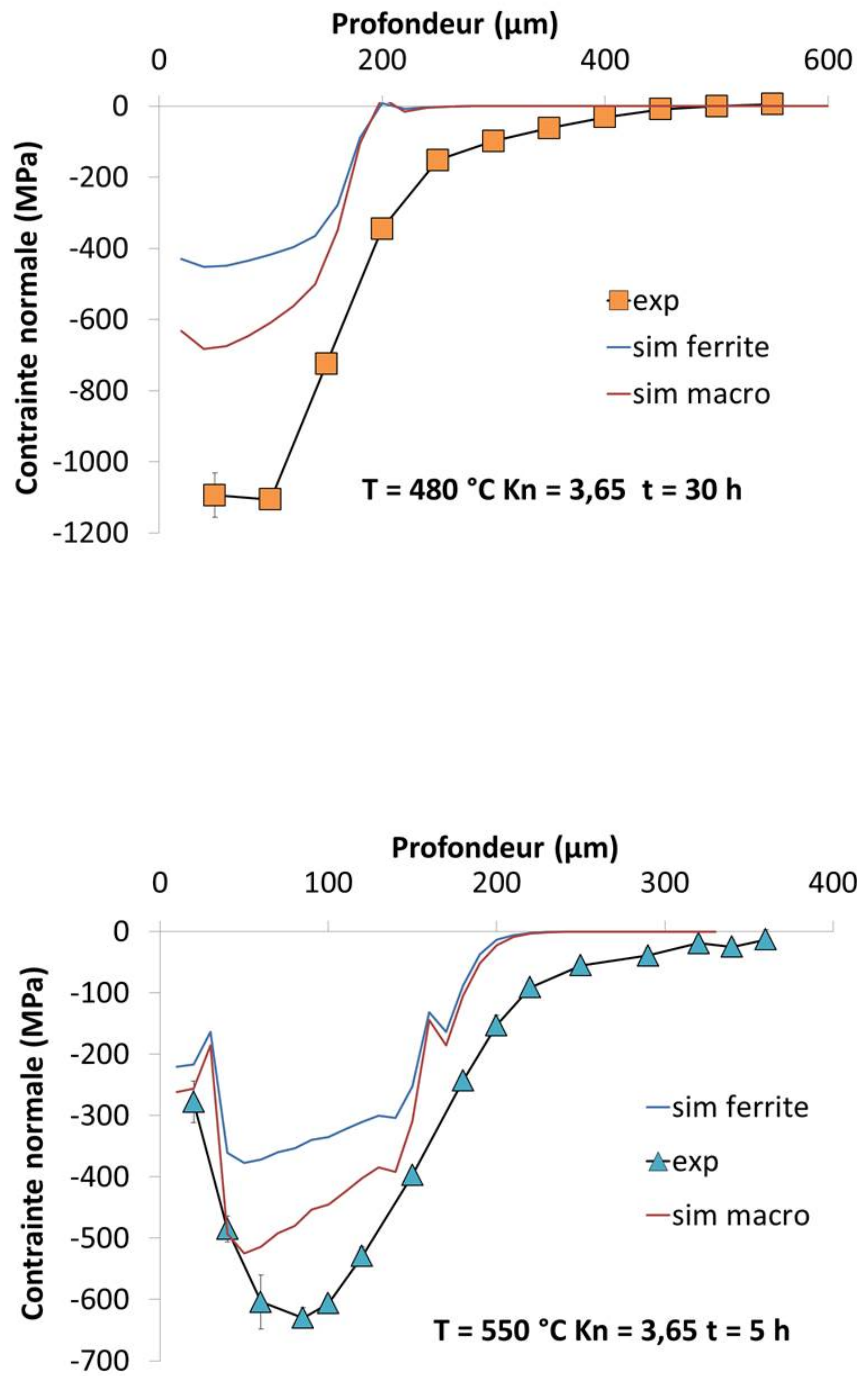 Profondeur (µm)
0 200 400 600
Contrainte normale (MPa)
0
-200
-400
-600
-800
-1000
-1200
exp
sim ferrite
sim macro
T = 480 °C Kn = 3,65 t = 30 h
Profondeur (µm)
0 100 200 300 400
Contrainte normale (MPa)
0
-100
-200
-300
-400
-500
-600
-700
sim ferrite
exp
sim macro
T = 550 °C Kn = 3,65 t = 5 h